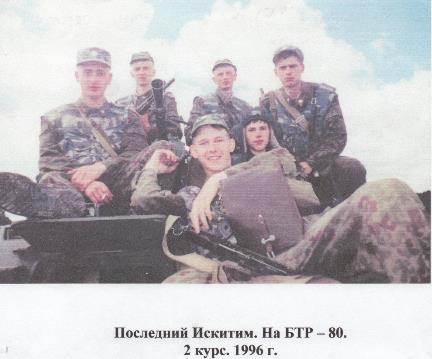 Последний Искитим. На БТР – 80.
2 курс. 1996 г.